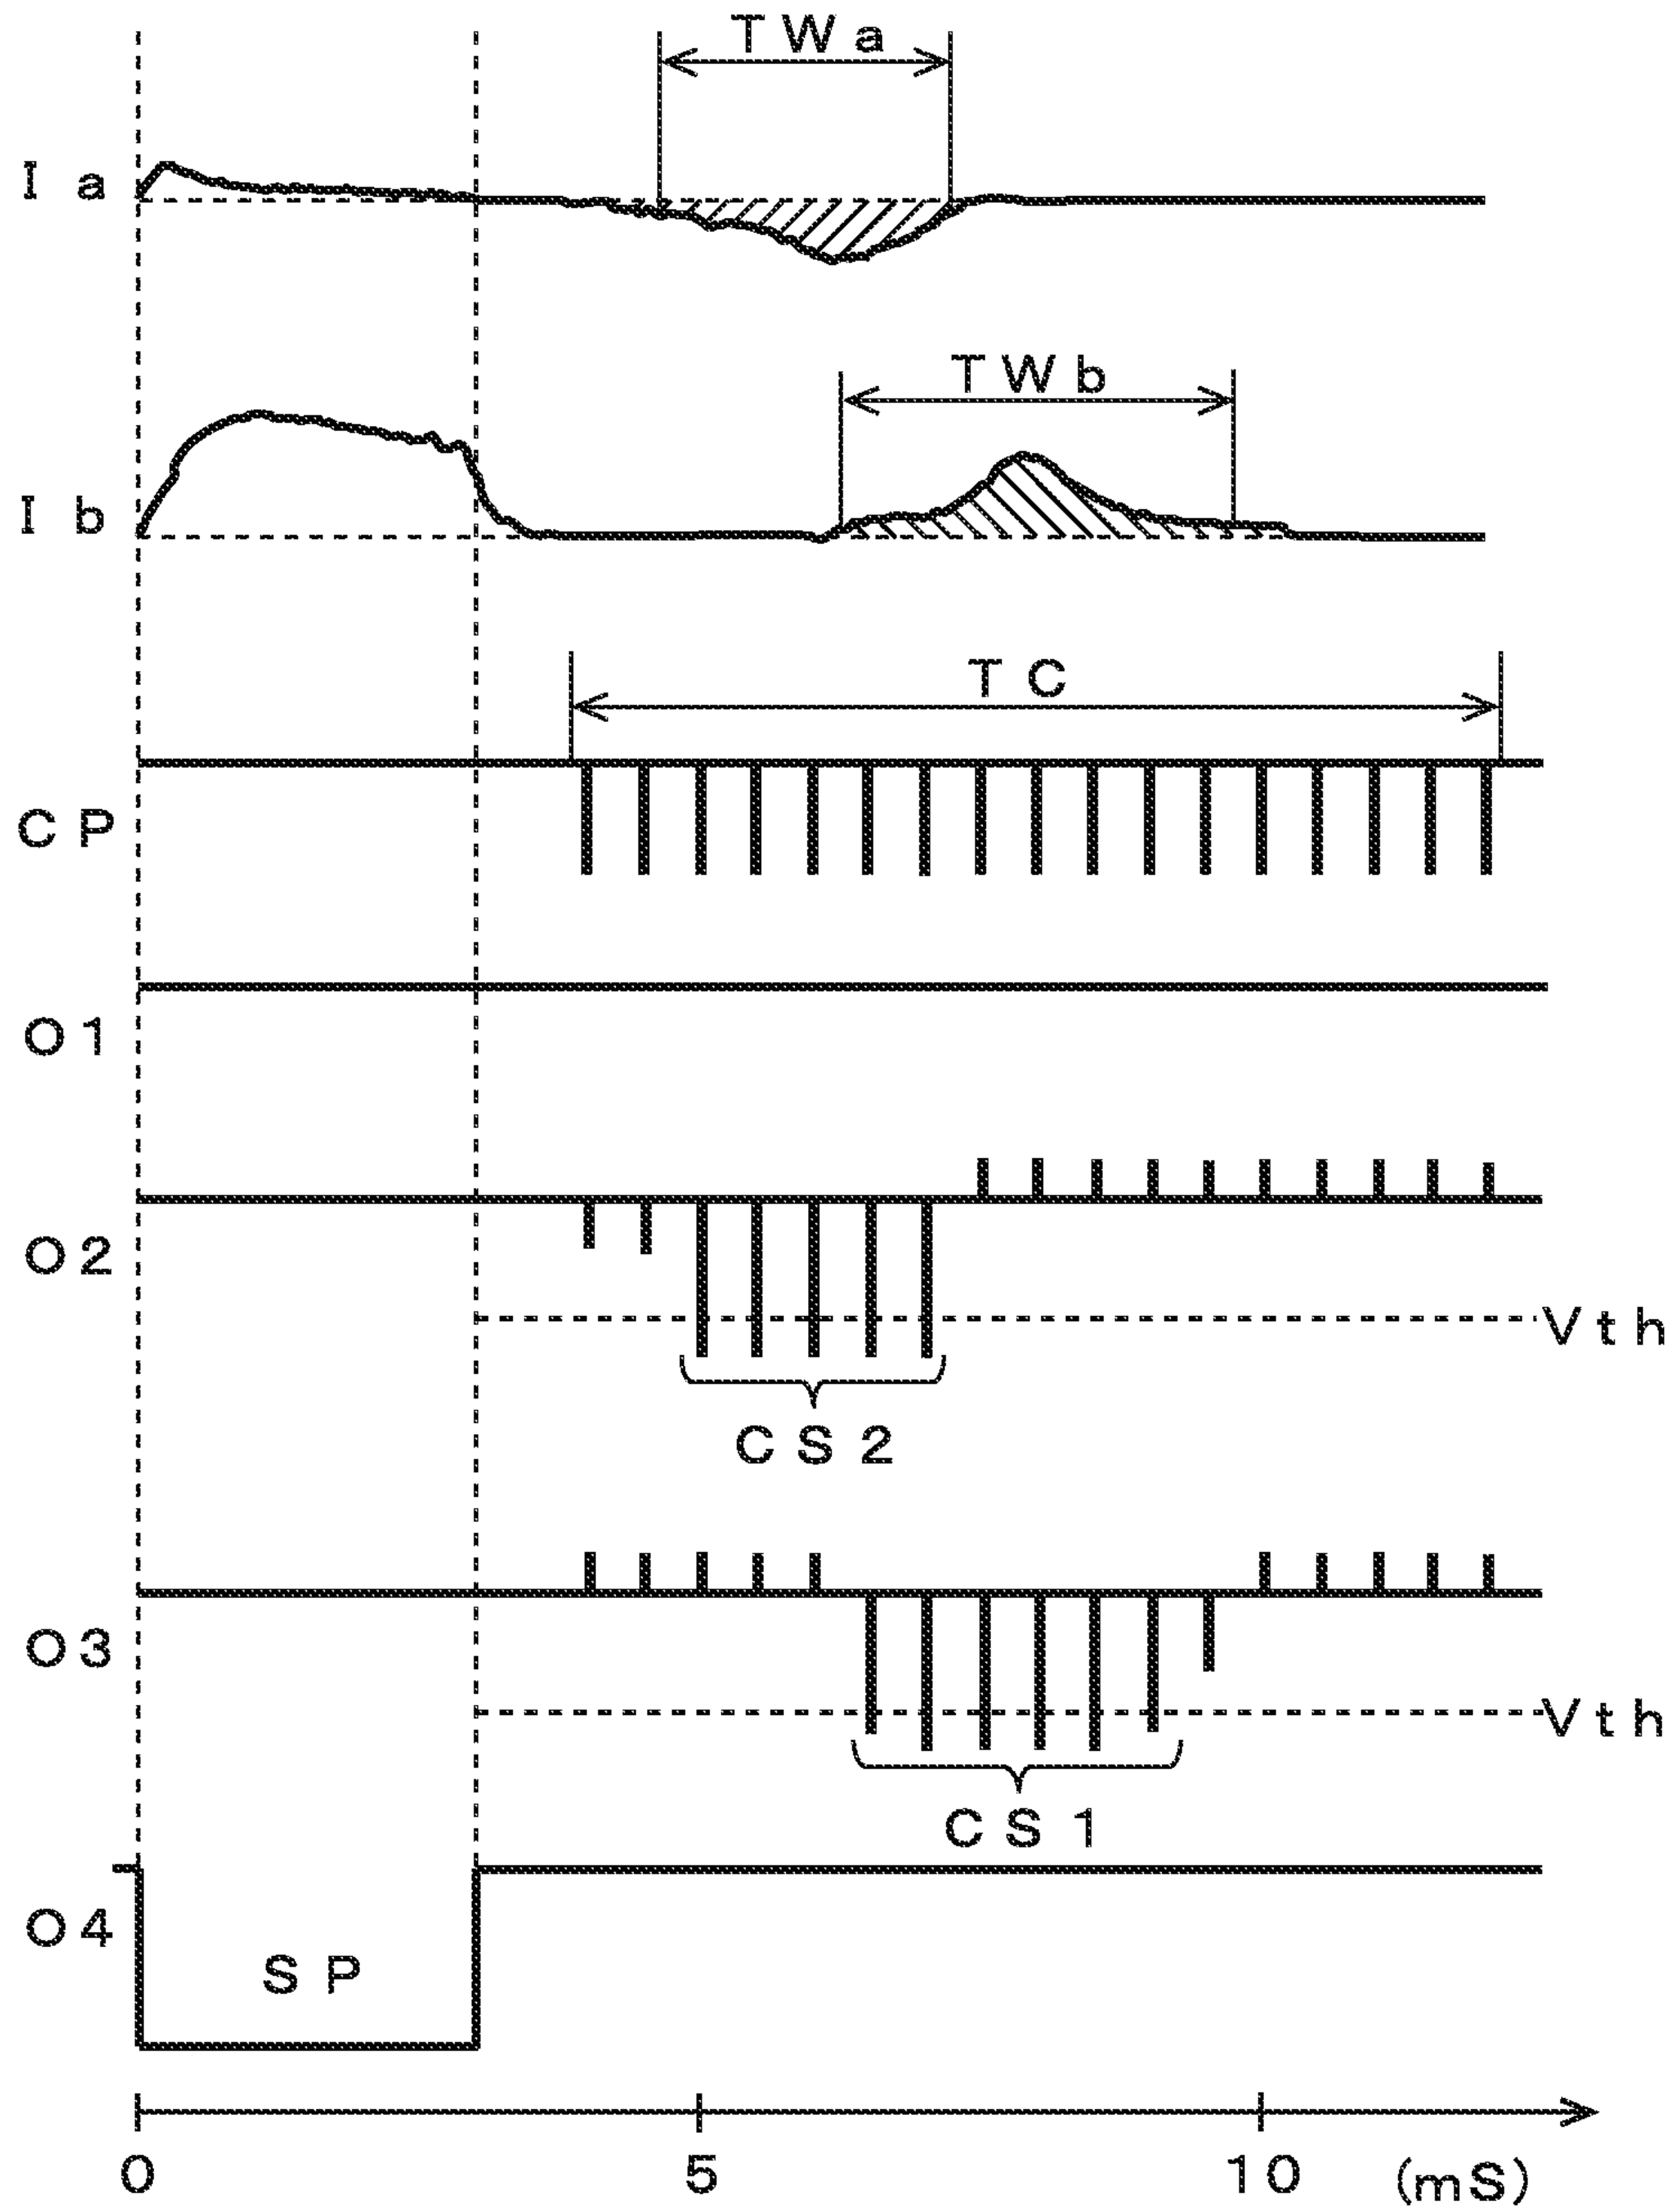 TWa
Ia
TWb
Ib
TC
CP
O1
O2
Vth
CS2
O3
Vth
CS1
O4
SP
0 5 10 (mS)